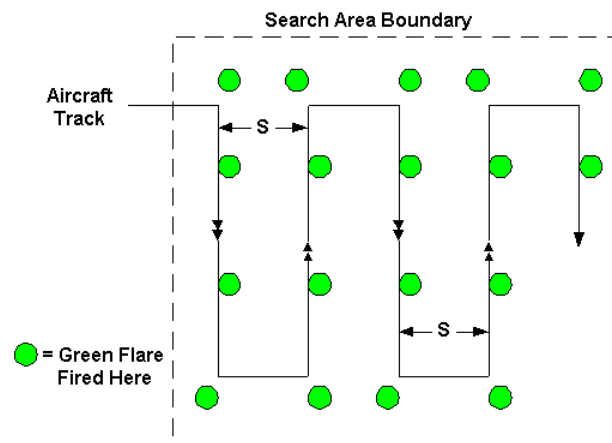 Search Area Boundary
Aircraft
Track
S
S
= Green Flare
Fired Here